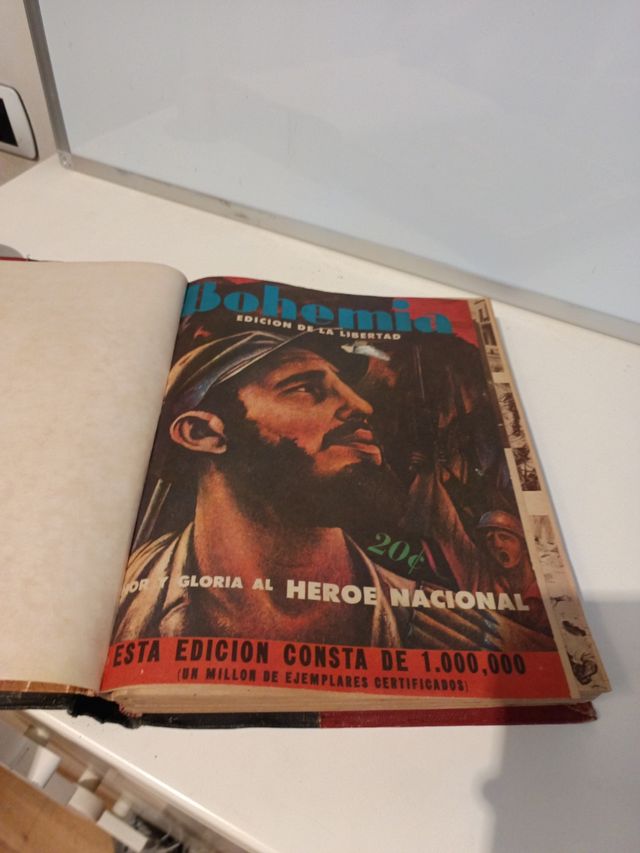 Bohemia
EDICION DE LA LIBERTAD
20¢
Y GLORIA AL HEROE NACIONAL
ESTA EDICION CONSTA DE 1.000,000
(UN MILLON DE EJEMPLARES CERTIFICADOS)